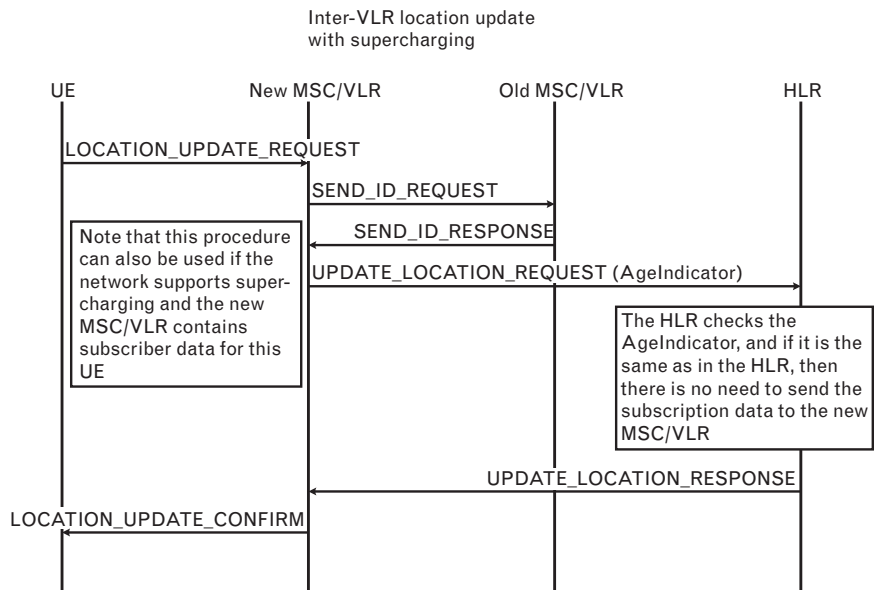 Inter-VLR location update
with supercharging
UE
New MSC/VLR
Old MSC/VLR
HLR
LOCATION_UPDATE_REQUEST
SEND_ID_REQUEST
SEND_ID_RESPONSE
Note that this procedure
can also be used if the
network supports super-
charging and the new
MSC/VLR contains
subscriber data for this
UE
UPDATE_LOCATION_REQUEST (AgeIndicator)
The HLR checks the
AgeIndicator, and if it is the
same as in the HLR, then
there is no need to send the
subscription data to the new
MSC/VLR
UPDATE_LOCATION_RESPONSE
LOCATION_UPDATE_CONFIRM